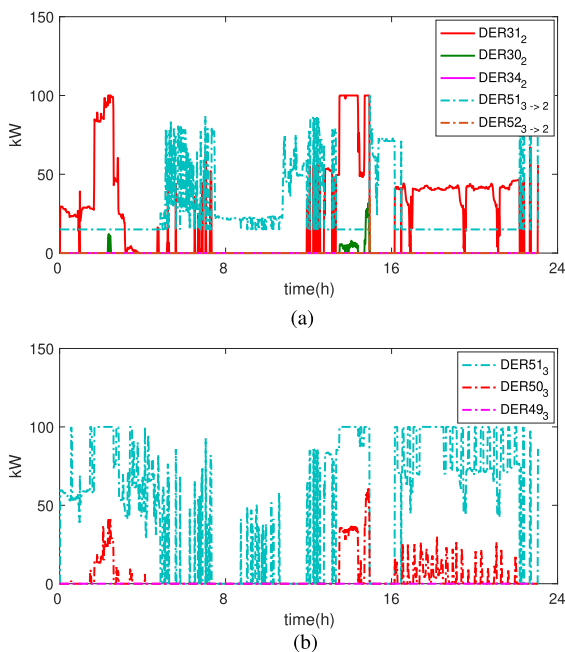 150
100
50
0
kW
0
8
16
24
time(h)
DER31₂
DER30₂
DER34₂
DER51₃ -> ₂
DER52₃ -> ₂
(a)
150
100
50
0
kW
0
8
16
24
time(h)
DER51₃
DER50₃
DER49₃
(b)